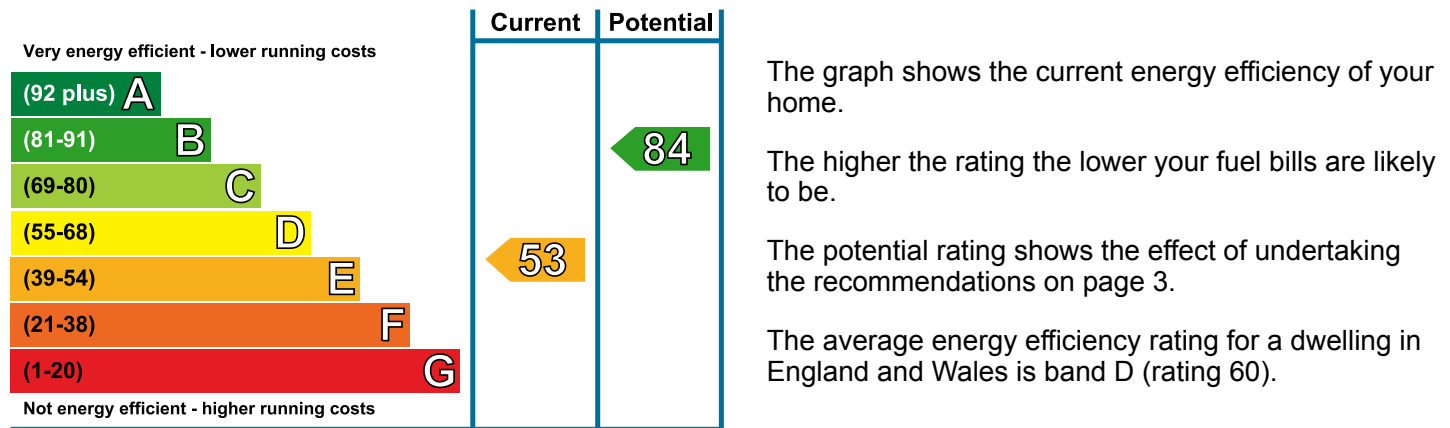 Current Potential
Very energy efficient - lower running costs
(92 plus) A
(81-91) B
84
(69-80) C
(55-68) D
53
(39-54) E
(21-38) F
(1-20) G
Not energy efficient - higher running costs
The graph shows the current energy efficiency of your
home.
The higher the rating the lower your fuel bills are likely
to be.
The potential rating shows the effect of undertaking
the recommendations on page 3.
The average energy efficiency rating for a dwelling in
England and Wales is band D (rating 60).